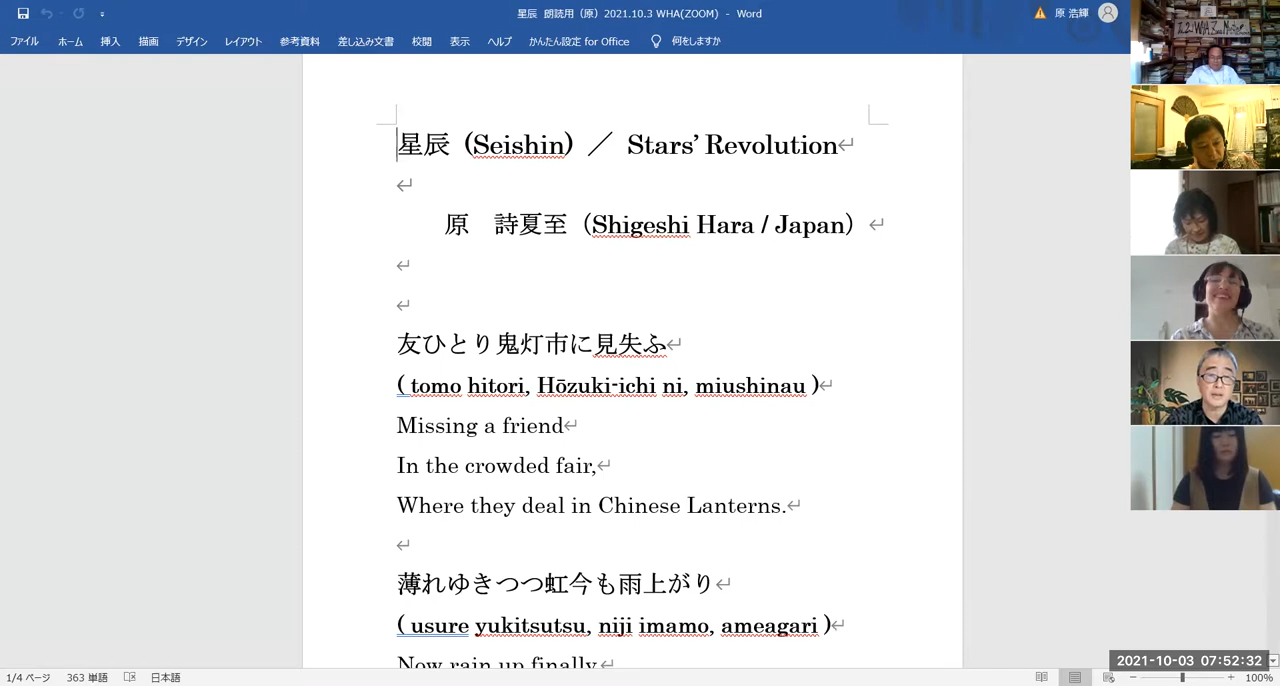 星辰 朗読用（原）2021.10.3 WHA(ZOOM) - Word
原 浩輝
ファイル ホーム 挿入 描画 デザイン レイアウト 参考資料 差し込み文書 校閲 表示 ヘルプ かんたん設定 for Office 何をしますか
星辰（Seishin）／ Stars’ Revolution
原　詩夏至（Shigeshi Hara / Japan）
友ひとり鬼灯市に見失ふ
( tomo hitori, Hōzuki-ichi ni, miushinau )
Missing a friend
In the crowded fair,
Where they deal in Chinese Lanterns.
薄れゆきつつ虹今も雨上がり
( usure yukitsutsu, niji imamo, ameagari )
Now rain up finally
2021-10-03 07:52:32
1/4 ページ 363 単語 日本語 100%